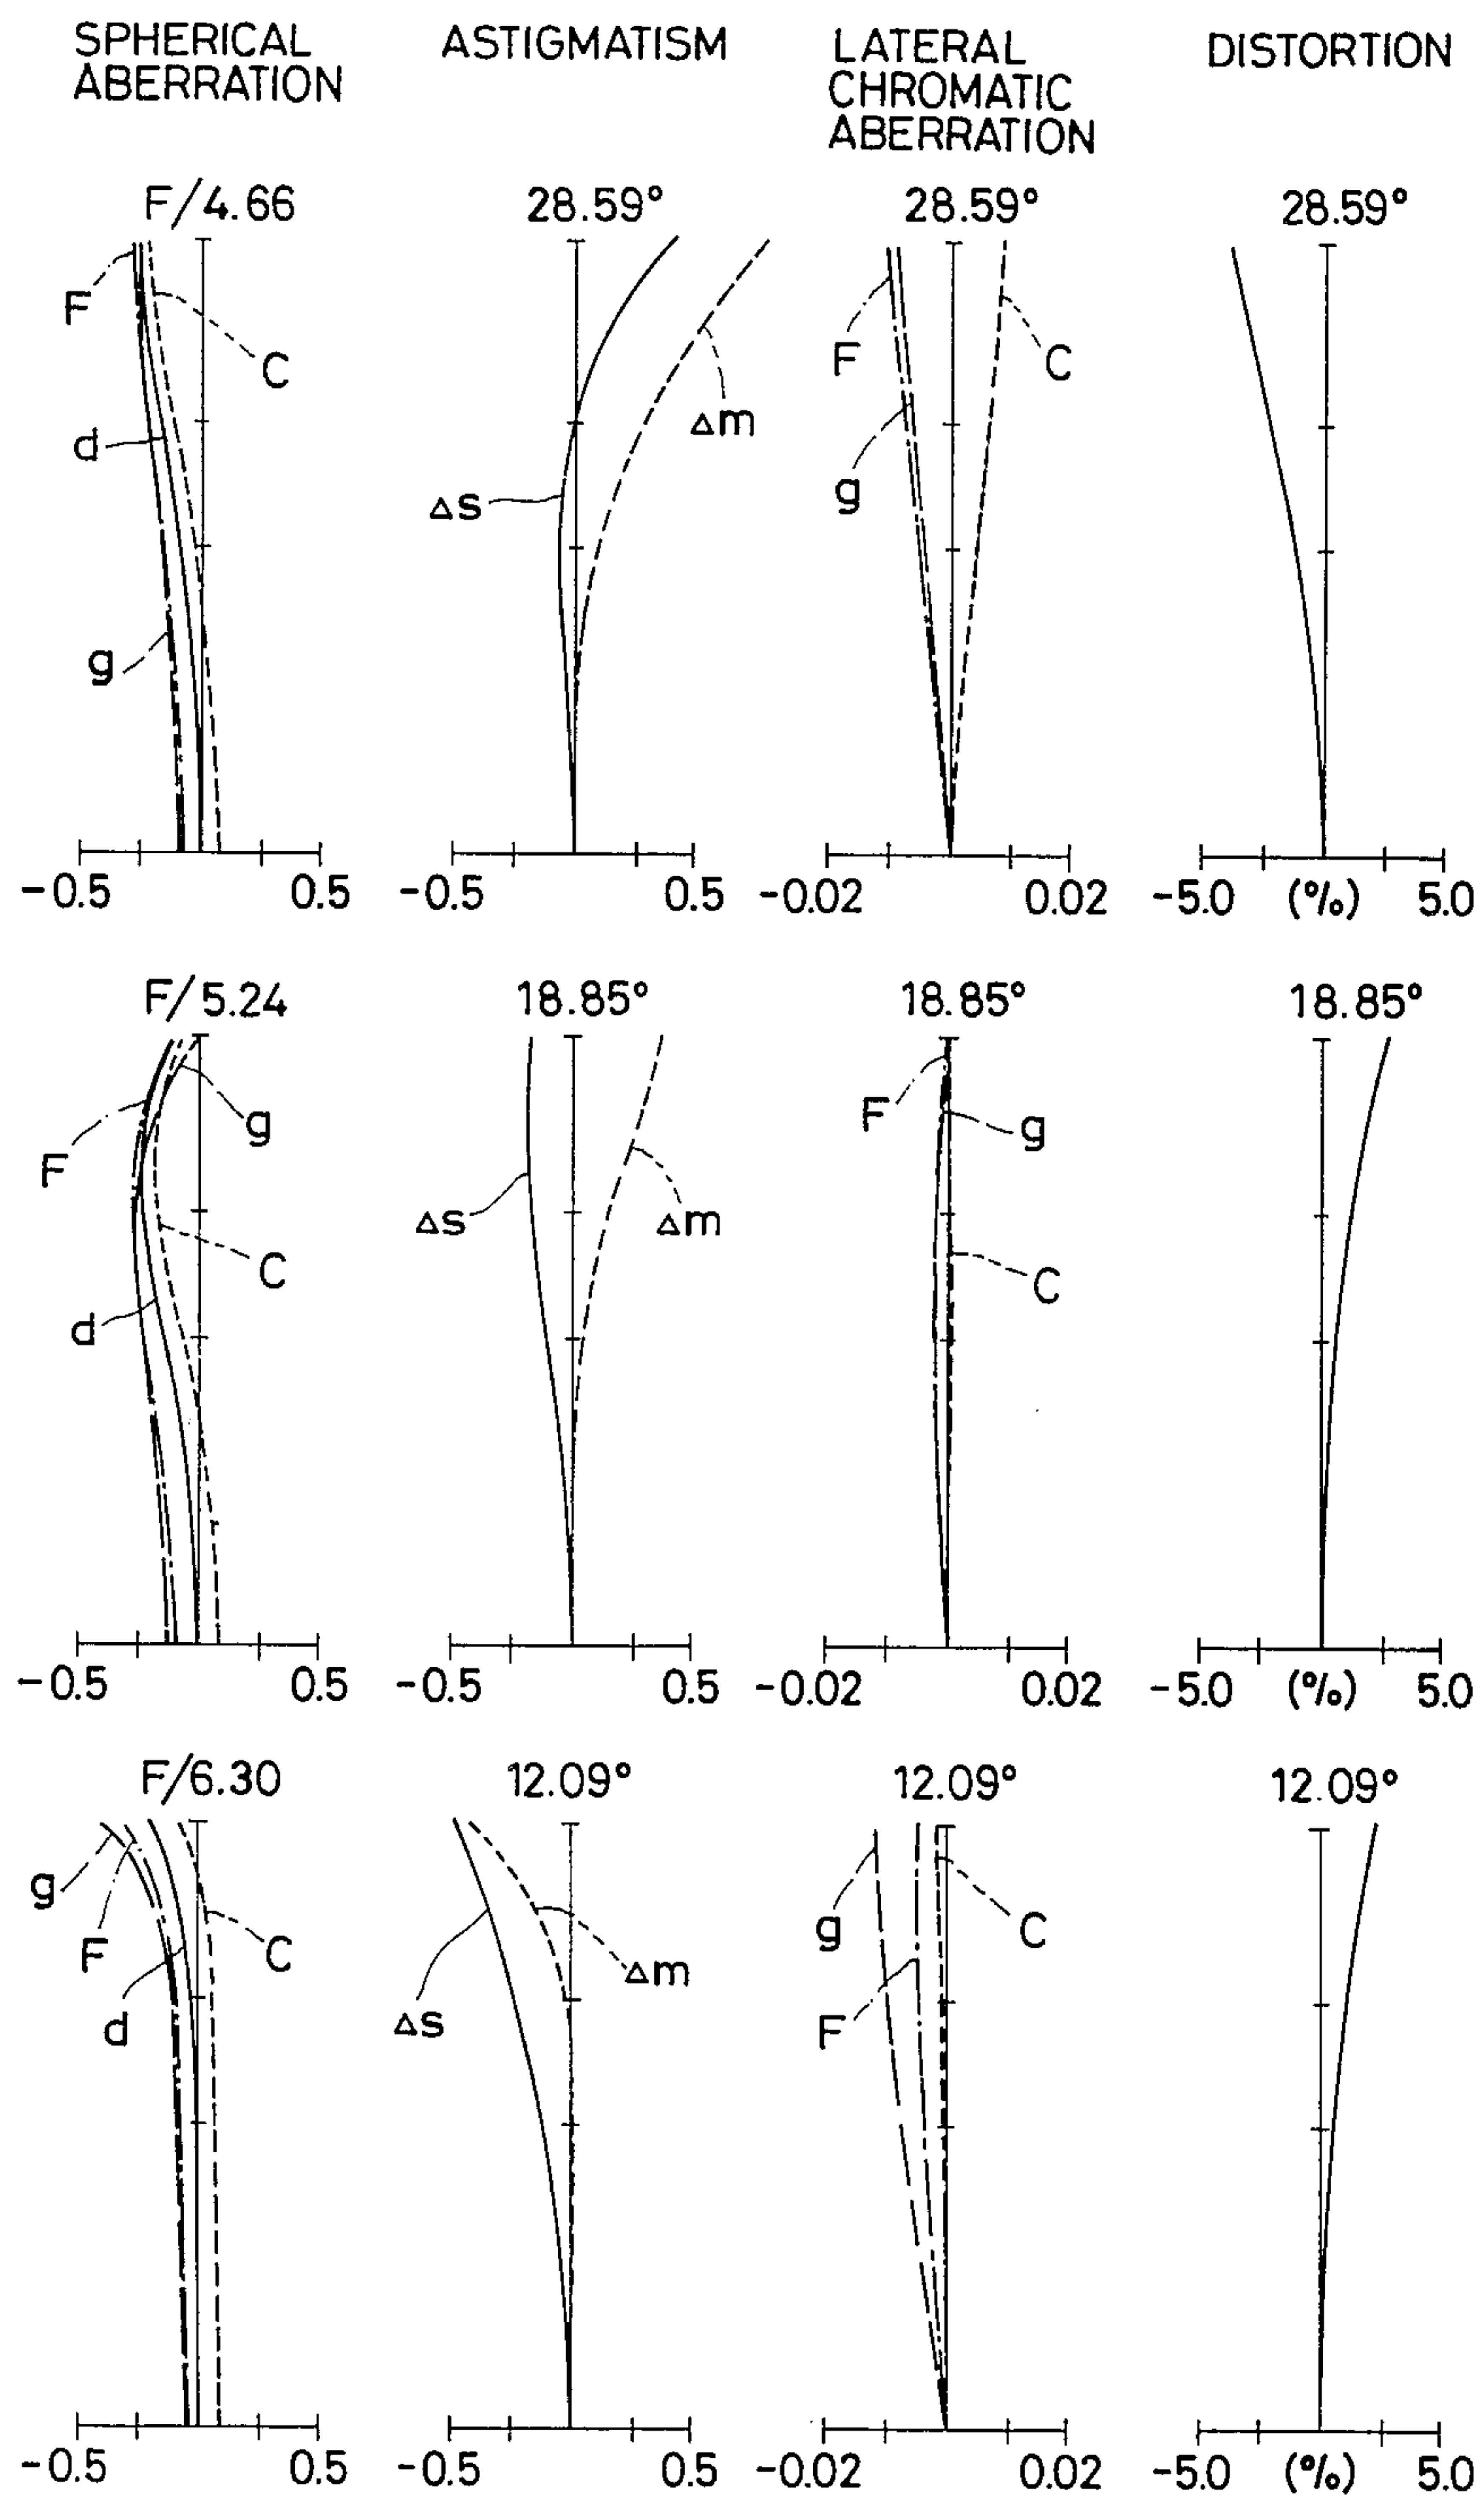 SPHERICAL
ABERRATION
ASTIGMATISM
LATERAL
CHROMATIC
ABERRATION
DISTORTION
F/4.66
28.59°
28.59°
28.59°
F
C
d
g
Δs
Δm
F
g
C
-0.5
0.5
-0.5
0.5
-0.02
0.02
-5.0
(%)
5.0
F/5.24
18.85°
18.85°
18.85°
F
g
C
d
Δs
Δm
F
g
C
-0.5
0.5
-0.5
0.5
-0.02
0.02
-5.0
(%)
5.0
F/6.30
12.09°
12.09°
12.09°
g
F
d
C
Δs
Δm
g
F
C
-0.5
0.5
-0.5
0.5
-0.02
0.02
-5.0
(%)
5.0